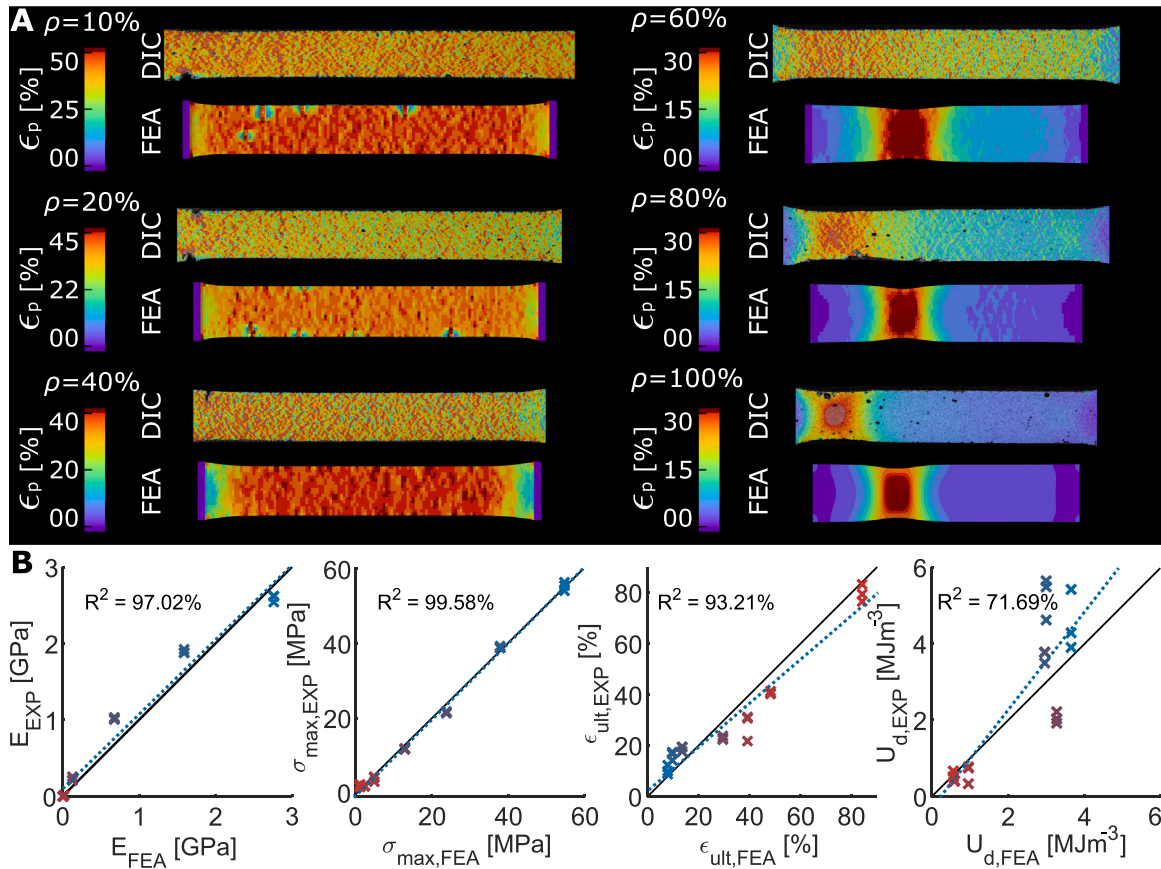 A
ρ=10%
50
25
00
ϵp [%]
DIC
FEA
ρ=60%
30
15
00
ϵp [%]
DIC
FEA
ρ=20%
45
22
00
ϵp [%]
DIC
FEA
ρ=80%
30
15
00
ϵp [%]
DIC
FEA
ρ=40%
40
20
00
ϵp [%]
DIC
FEA
ρ=100%
30
15
00
ϵp [%]
DIC
FEA
B
R² = 97.02%
3
2
1
0
0 1 2 3
E_EXP [GPa]
E_FEA [GPa]
R² = 99.58%
60
40
20
0
0 20 40 60
σ_max,EXP [MPa]
σ_max,FEA [MPa]
R² = 93.21%
80
60
40
20
0
0 20 40 60 80
ϵ_ult,EXP [%]
ϵ_ult,FEA [%]
R² = 71.69%
6
4
2
0
0 2 4 6
U_d,EXP [MJm⁻³]
U_d,FEA [MJm⁻³]